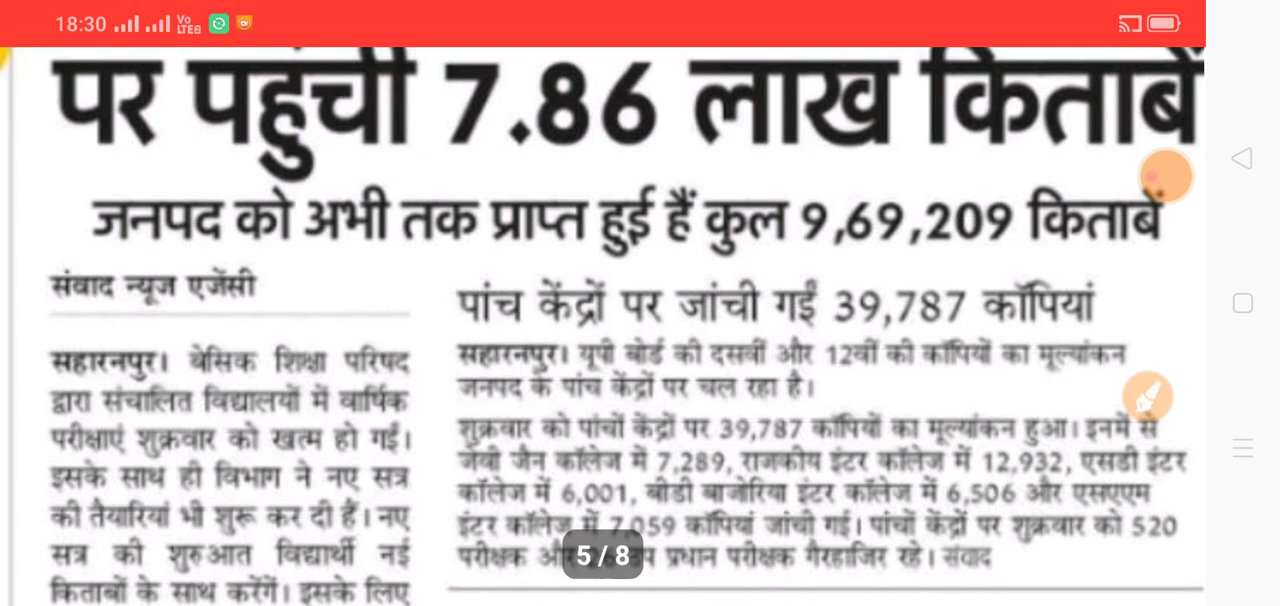 18:30
Vo
LTE2
पर पहुंची 7.86 लाख किताबें
जनपद को अभी तक प्राप्त हुई हैं कुल 9,69,209 किताबें
संवाद न्यूज एजेंसी
सहारनपुर। बेसिक शिक्षा परिषद
द्वारा संचालित विद्यालयों में वार्षिक
परीक्षाएं शुक्रवार को खत्म हो गईं।
इसके साथ ही विभाग ने नए सत्र
की तैयारियां भी शुरू कर दी हैं। नए
सत्र की शुरुआत विद्यार्थी नई
किताबों के साथ करेंगें। इसके लिए
पांच केंद्रों पर जांची गईं 39,787 कॉपियां
सहारनपुर। यूपी बोर्ड की दसवीं और 12वीं की कॉपियों का मूल्यांकन
जनपद के पांच केंद्रों पर चल रहा है।
शुक्रवार को पांचों केंद्रों पर 39,787 कॉपियों का मूल्यांकन हुआ। इनमें से
जेवी जैन कॉलेज में 7,289, राजकीय इंटर कॉलेज में 12,932, एसडी इंटर
कॉलेज में 6,001, बीडी बाजोरिया इंटर कॉलेज में 6,506 और एसएएम
इंटर कॉलेज में 7,059 कॉपियां जांची गई। पांचों केंद्रों पर शुक्रवार को 520
परीक्षक प्रधान परीक्षक गैरहाजिर रहे। संवाद
5 / 8